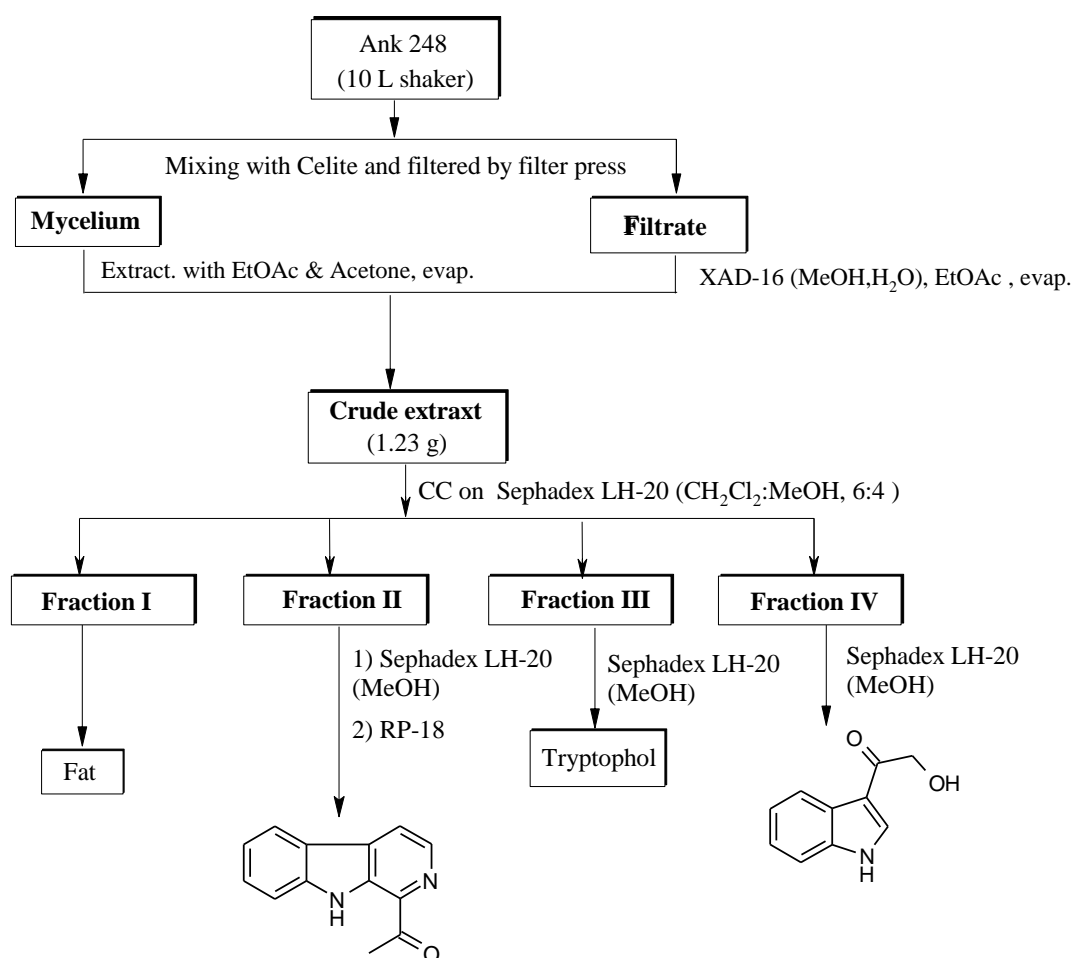 Ank 248
(10 L shaker)
Mixing with Celite and filtered by filter press
Mycelium
Filtrate
Extract. with EtOAc & Acetone, evap.
XAD-16 (MeOH,H₂O), EtOAc , evap.
Crude extraxt
(1.23 g)
CC on Sephadex LH-20 (CH₂Cl₂:MeOH, 6:4 )
Fraction I
Fraction II
Fraction III
Fraction IV
1) Sephadex LH-20
(MeOH)
2) RP-18
Sephadex LH-20
(MeOH)
Sephadex LH-20
(MeOH)
Fat
Tryptophol
O
OH
N
H
N
N
H
O